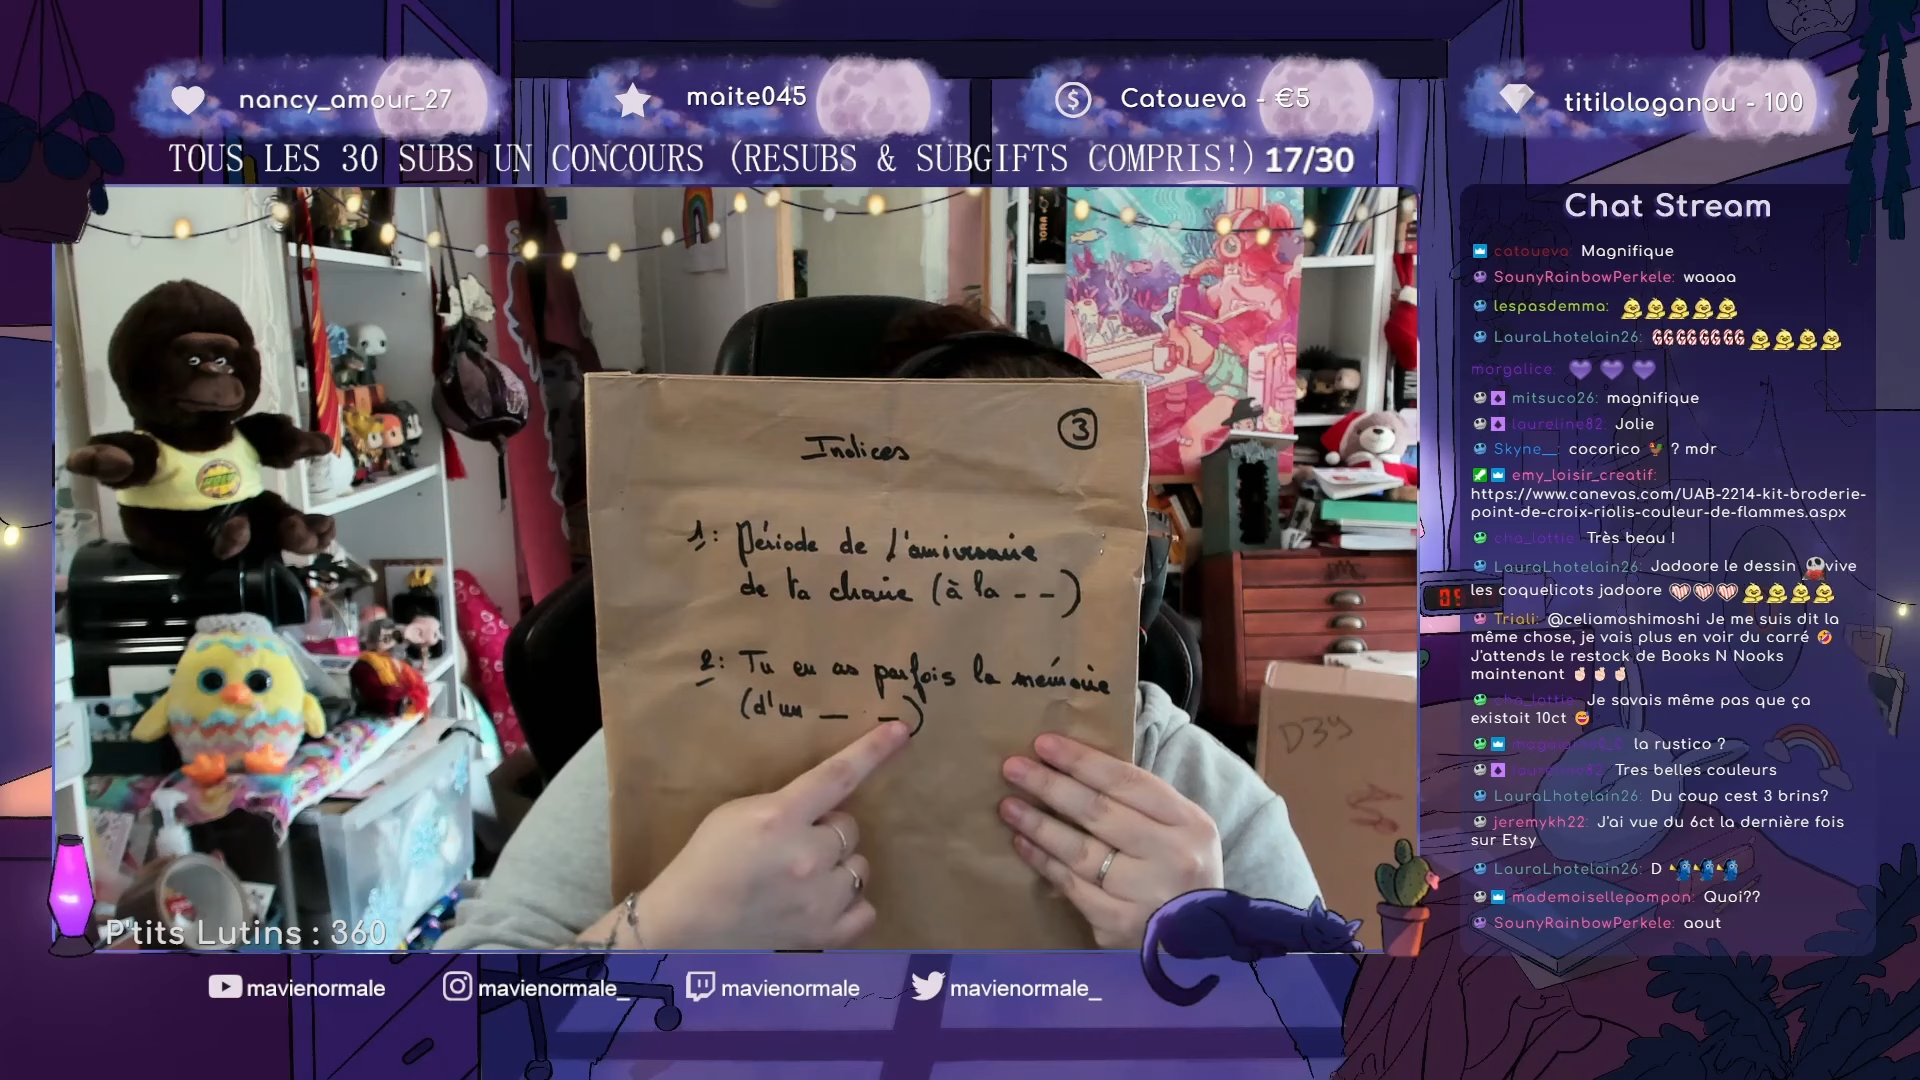 nancy_amour_27
maite045
Catoueva - €5
titilologanou - 100
TOUS LES 30 SUBS UN CONCOURS (RESUBS & SUBGIFTS COMPRIS!) 17/30
Indices
3
1: Période de l'aniversaire
de ta chaine (à la - -)
2: Tu en as parfois la mémoire
(d'un _ _)
D3Y
P'tits Lutins : 360
mavienormale
mavienormale_
mavienormale
mavienormale_
Chat Stream
catoueva: Magnifique
SounyRainbowPerkele: waaaa
lespasdemma:
LauraLhotelain26:
morgalice:
mitsuco26: magnifique
laureline82: Jolie
Skyne__: cocorico ? mdr
emy_loisir_creatif:
https://www.canevas.com/UAB-2214-kit-broderie-
point-de-croix-riolis-couleur-de-flammes.aspx
cha_lottie: Très beau !
LauraLhotelain26: Jadoore le dessin vive
les coquelicots jadoore
Triali: @celiamoshimoshi Je me suis dit la
même chose, je vais plus en voir du carré
J'attends le restock de Books N Nooks
maintenant
cha_lottie: Je savais même pas que ça
existait 10ct
la rustico ?
laureline82: Tres belles couleurs
LauraLhotelain26: Du coup cest 3 brins?
jeremykh22: J'ai vue du 6ct la dernière fois
sur Etsy
LauraLhotelain26: D
mademoisellepompon: Quoi??
SounyRainbowPerkele: aout